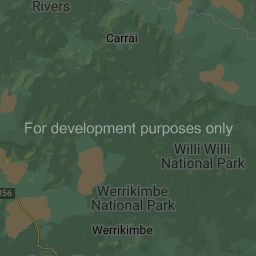 Rivers
Carrai
For development purposes only
Willi Willi
National Park
Werrikimbe
National Park
Werrikimbe